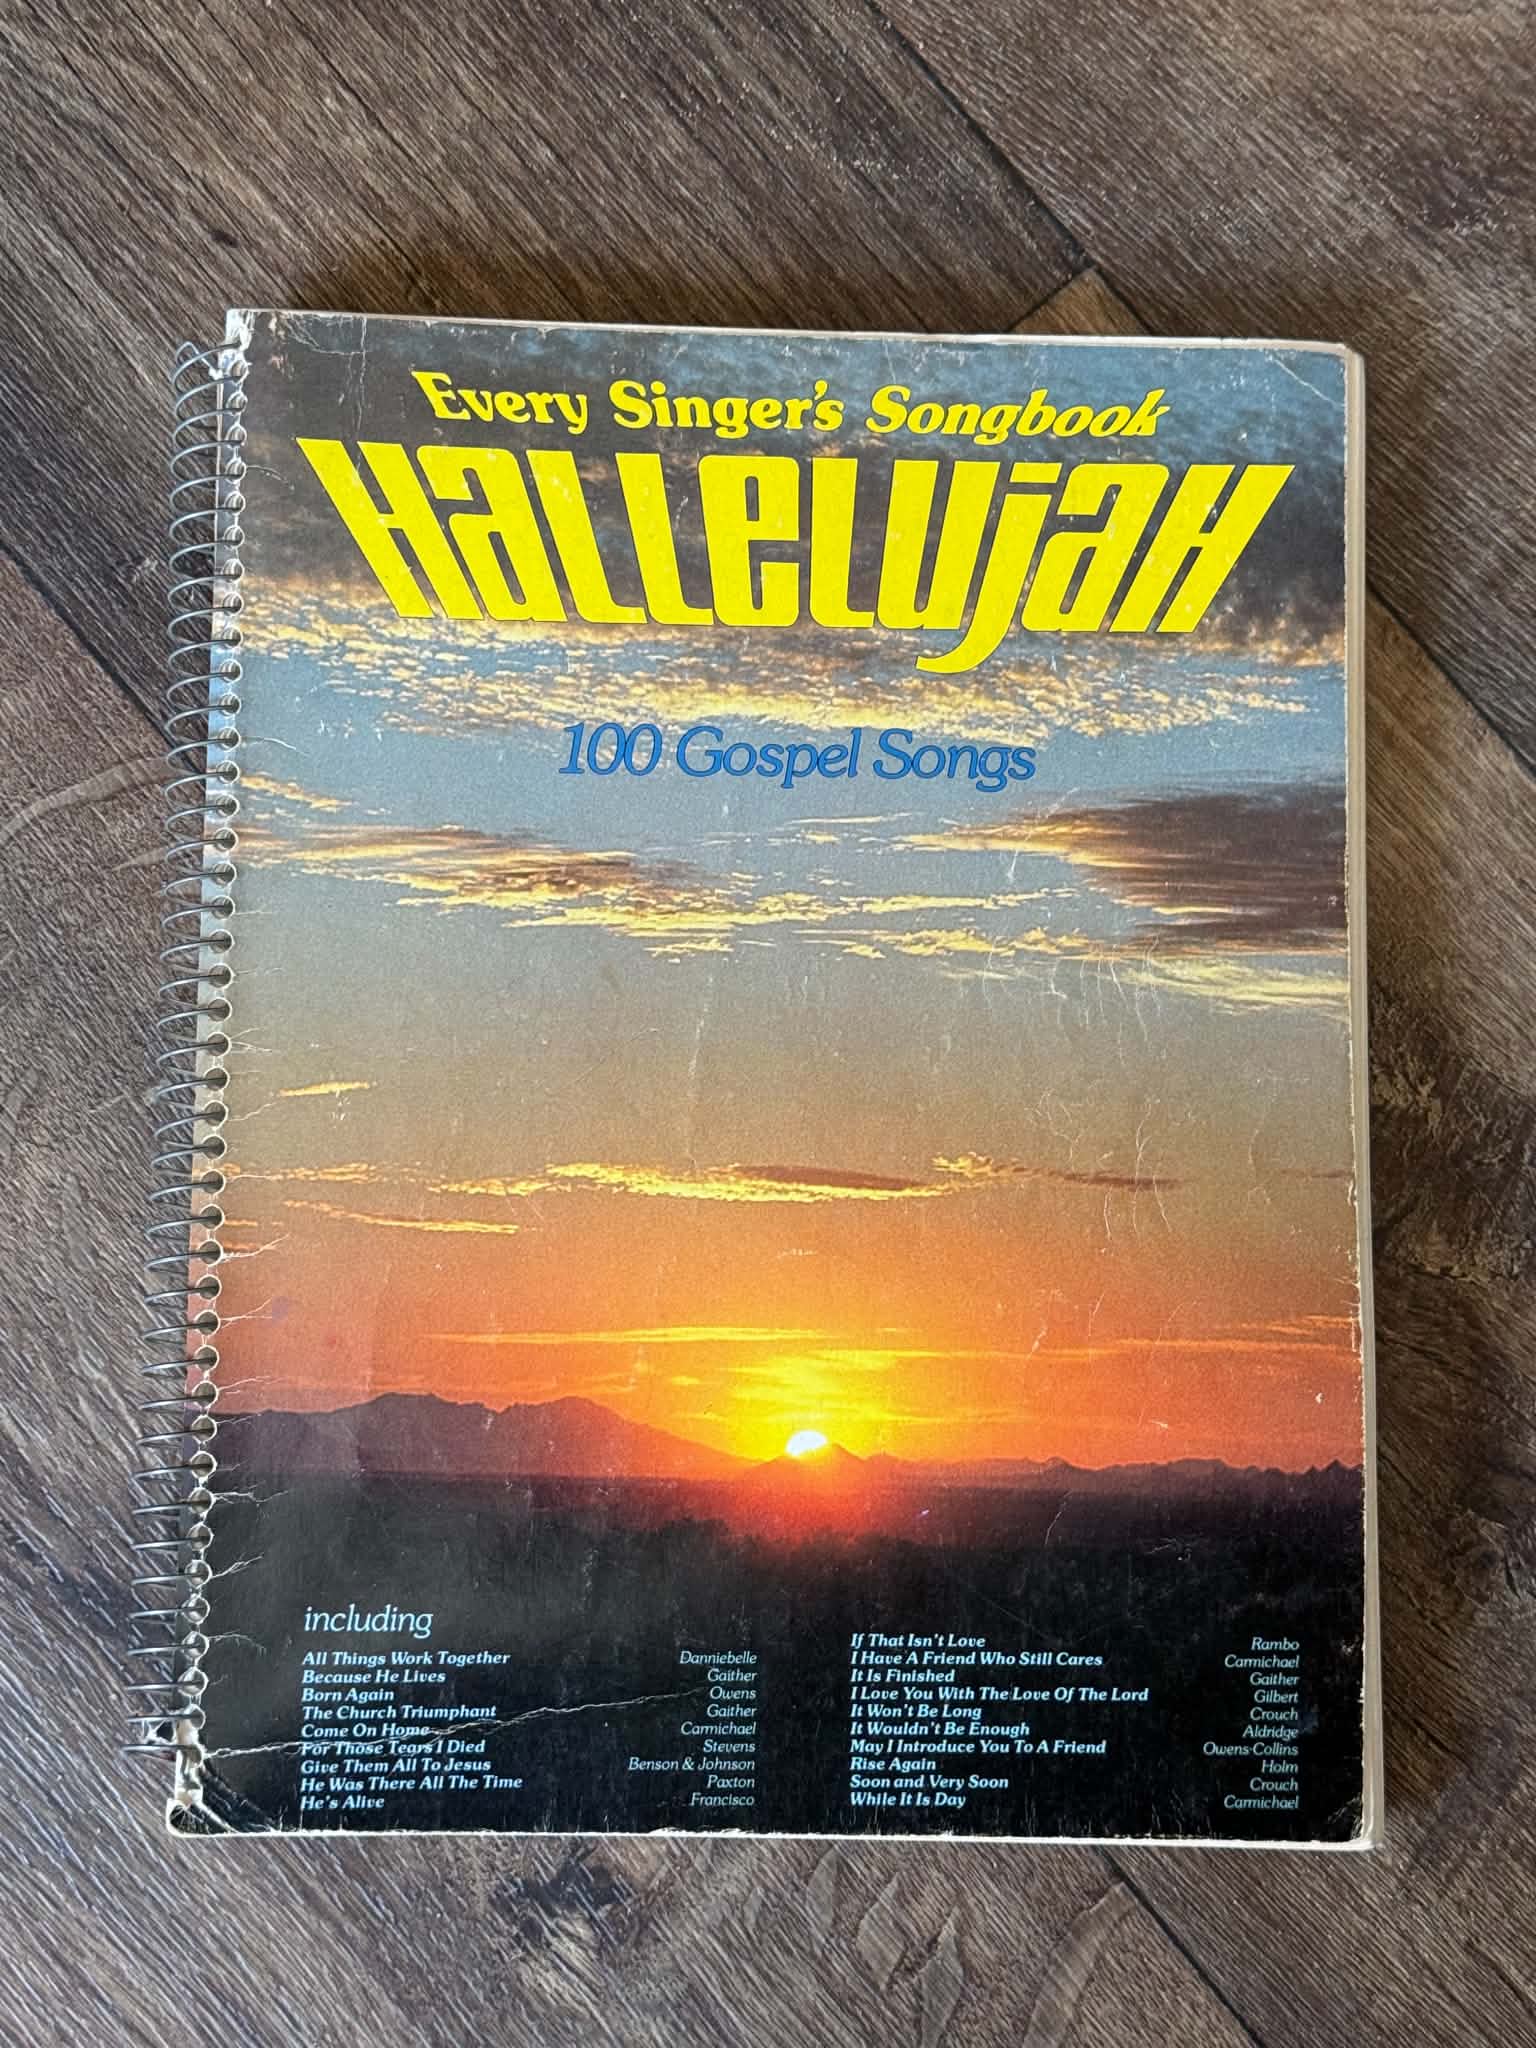 Every Singer's Songbook
HALLELUJAH
100 Gospel Songs
including
All Things Work Together Danniebelle
Because He Lives Gaither
Born Again Owens
The Church Triumphant Gaither
Come On Home Carmichael
For Those Tears I Died Stevens
Give Them All To Jesus Benson & Johnson
He Was There All The Time Paxton
He's Alive Francisco
If That Isn't Love Rambo
I Have A Friend Who Still Cares Carmichael
It Is Finished Gaither
I Love You With The Love Of The Lord Gilbert
It Won't Be Long Crouch
It Wouldn't Be Enough Aldridge
May I Introduce You To A Friend Owens-Collins
Rise Again Holm
Soon and Very Soon Crouch
While It Is Day Carmichael